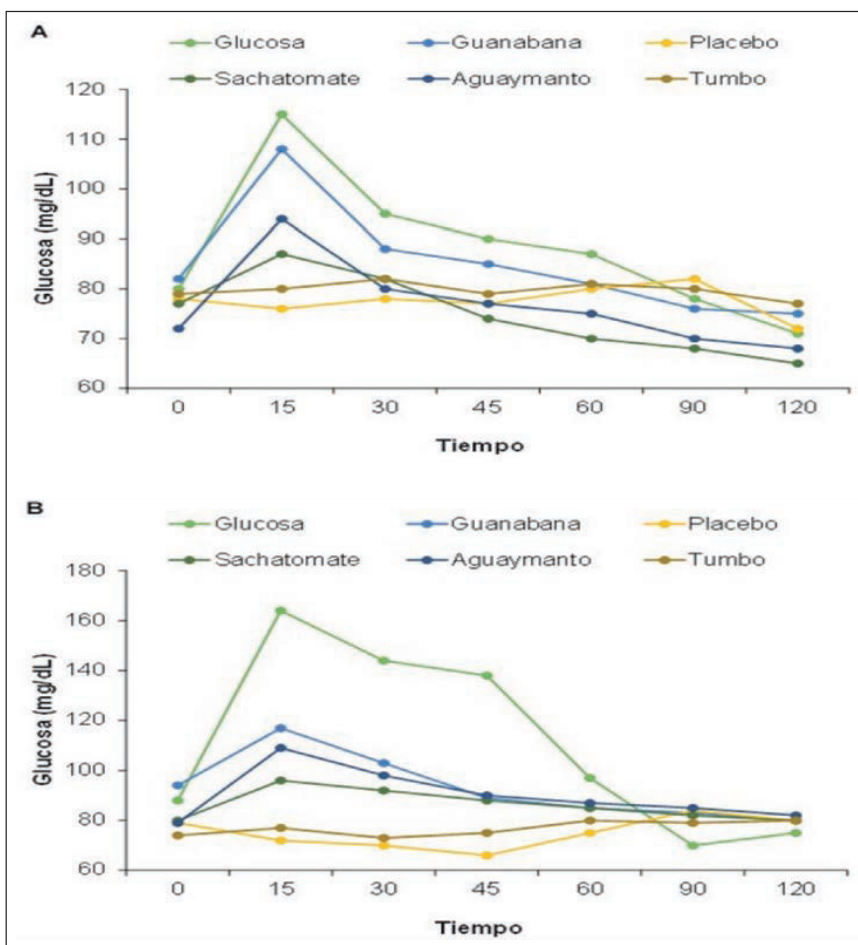 A
Glucosa Guanabana Placebo
Sachatomate Aguaymanto Tumbo
120
110
100
90
80
70
60
Glucosa (mg/dL)
0 15 30 45 60 90 120
Tiempo
B
Glucosa Guanabana Placebo
Sachatomate Aguaymanto Tumbo
180
160
140
120
100
80
60
Glucosa (mg/dL)
0 15 30 45 60 90 120
Tiempo